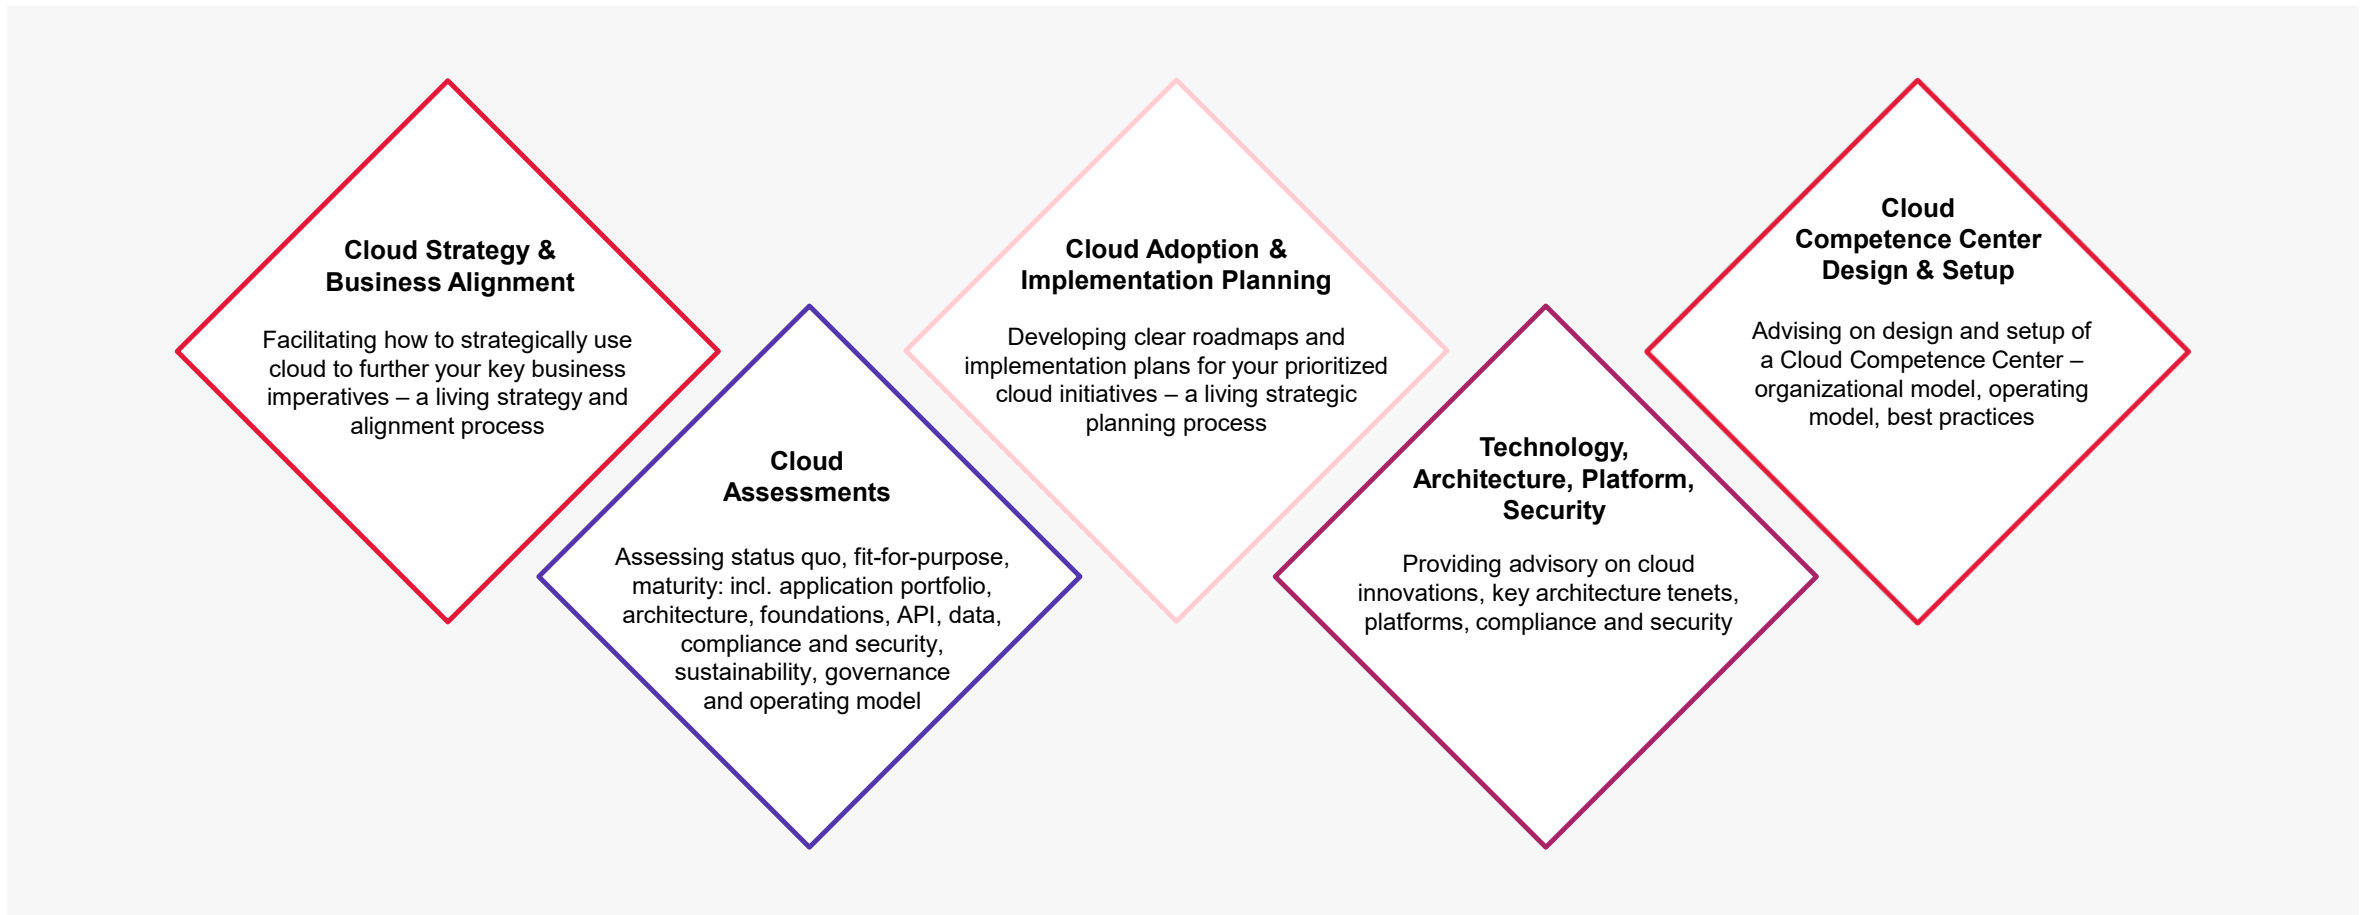 Cloud Strategy &
Business Alignment
Facilitating how to strategically use
cloud to further your key business
imperatives – a living strategy and
alignment process
Cloud
Assessments
Assessing status quo, fit-for-purpose,
maturity: incl. application portfolio,
architecture, foundations, API, data,
compliance and security,
sustainability, governance
and operating model
Cloud Adoption &
Implementation Planning
Developing clear roadmaps and
implementation plans for your prioritized
cloud initiatives – a living strategic
planning process
Technology,
Architecture, Platform,
Security
Providing advisory on cloud
innovations, key architecture tenets,
platforms, compliance and security
Cloud
Competence Center
Design & Setup
Advising on design and setup of
a Cloud Competence Center –
organizational model, operating
model, best practices